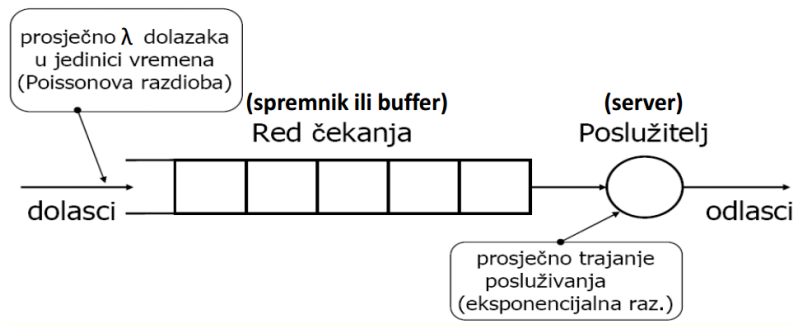 prosječno λ dolazaka
u jedinici vremena
(Poissonova razdioba)
(spremnik ili buffer)
Red čekanja
(server)
Poslužitelj
dolasci
odlasci
prosječno trajanje
posluživanja
(eksponencijalna raz.)